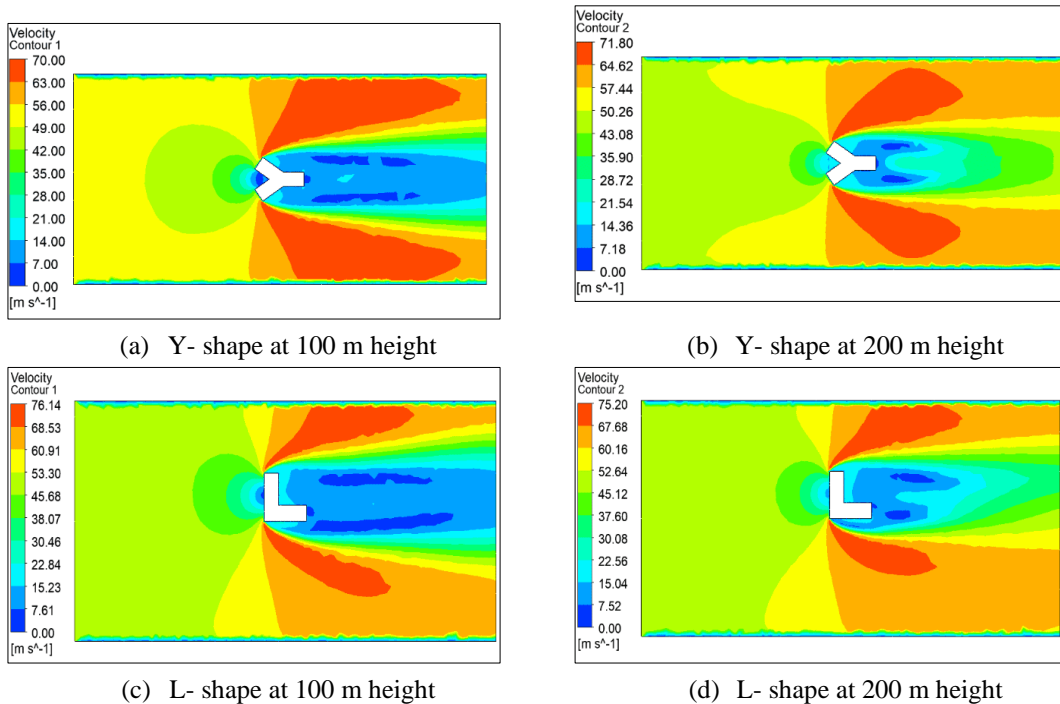 Velocity
Contour 1
70.00
63.00
56.00
49.00
42.00
35.00
28.00
21.00
14.00
7.00
0.00
[m s^-1]
(a) Y- shape at 100 m height
Velocity
Contour 2
71.80
64.62
57.44
50.26
43.08
35.90
28.72
21.54
14.36
7.18
0.00
[m s^-1]
(b) Y- shape at 200 m height
Velocity
Contour 1
76.14
68.53
60.91
53.30
45.68
38.07
30.46
22.84
15.23
7.61
0.00
[m s^-1]
(c) L- shape at 100 m height
Velocity
Contour 2
75.20
67.68
60.16
52.64
45.12
37.60
30.08
22.56
15.04
7.52
0.00
[m s^-1]
(d) L- shape at 200 m height